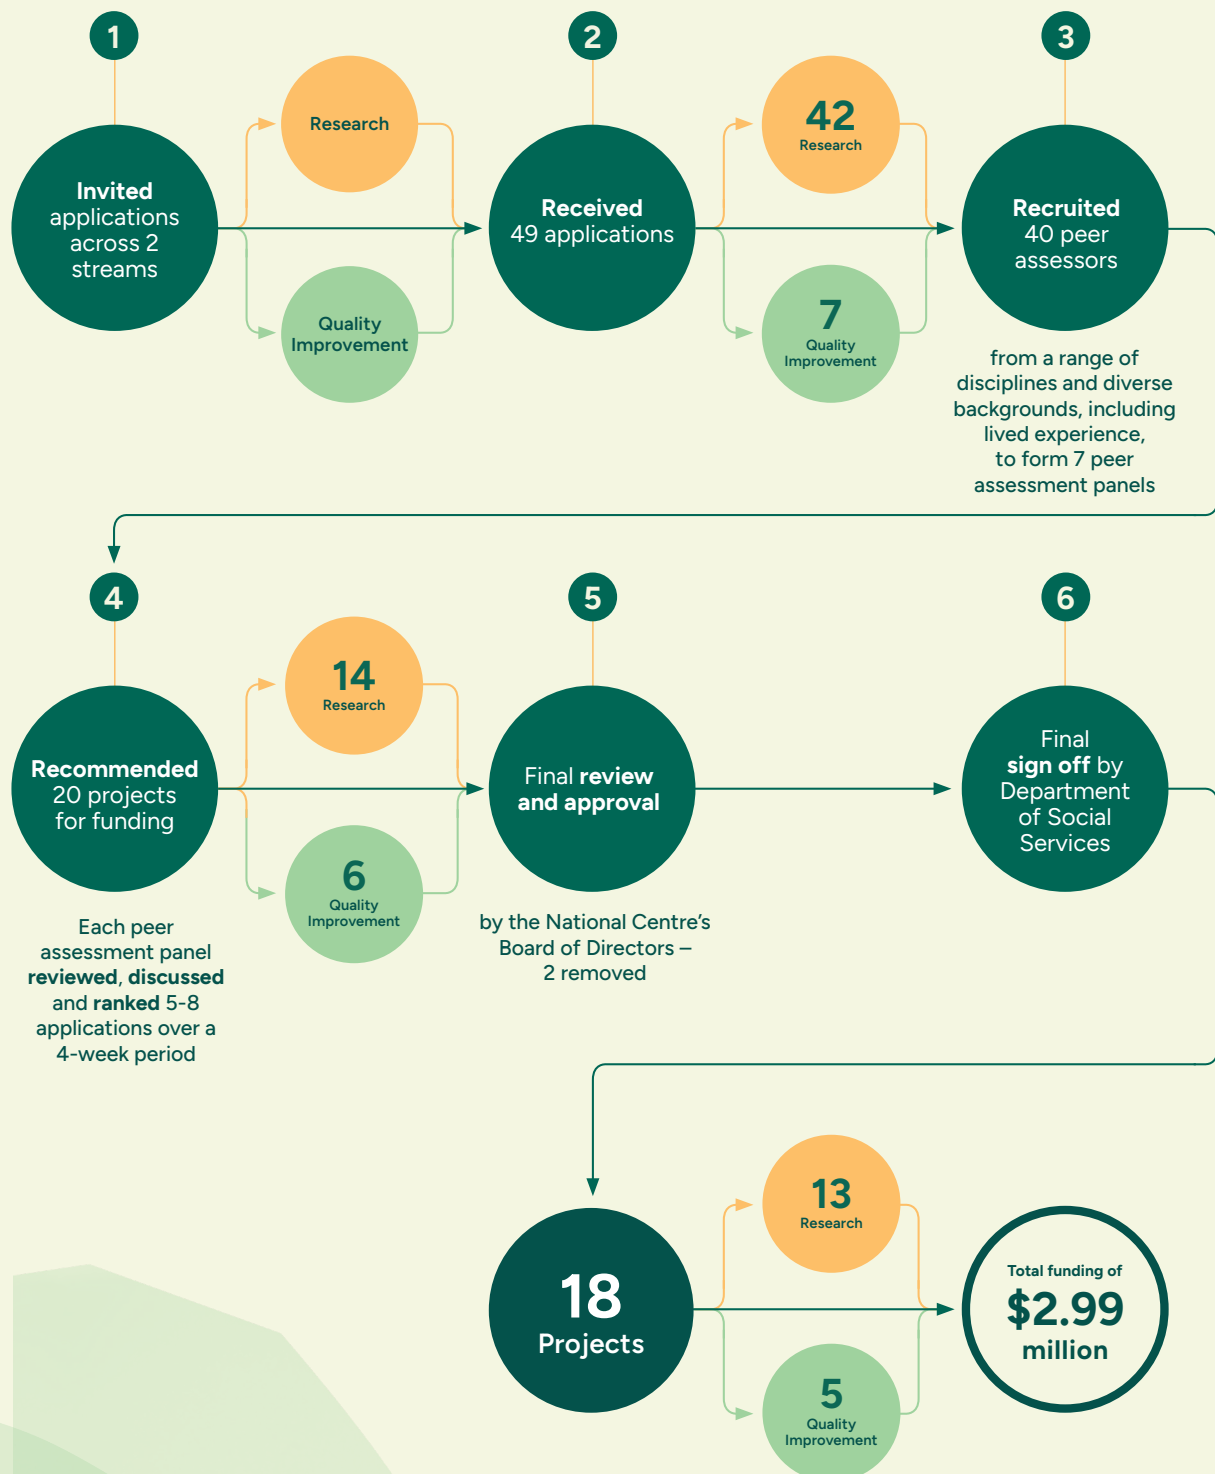 1
Invited
applications
across 2
streams
Research
Quality
Improvement
2
Received
49 applications
42
Research
7
Quality
Improvement
3
Recruited
40 peer
assessors
from a range of
disciplines and diverse
backgrounds, including
lived experience,
to form 7 peer
assessment panels
4
Recommended
20 projects
for funding
Each peer
assessment panel
reviewed, discussed
and ranked 5-8
applications over a
4-week period
14
Research
6
Quality
Improvement
5
Final review
and approval
by the National Centre’s
Board of Directors –
2 removed
6
Final
sign off by
Department
of Social
Services
18
Projects
13
Research
5
Quality
Improvement
Total funding of
$2.99
million